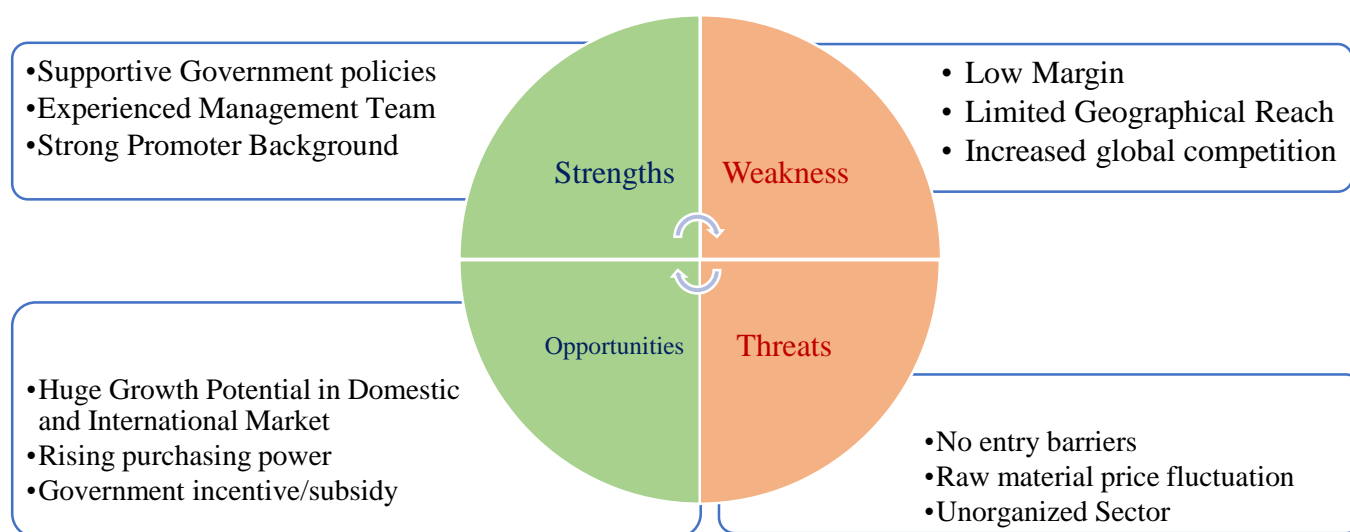 •Supportive Government policies
•Experienced Management Team
•Strong Promoter Background
Strengths
Weakness
• Low Margin
• Limited Geographical Reach
• Increased global competition
•Huge Growth Potential in Domestic
and International Market
•Rising purchasing power
•Government incentive/subsidy
Opportunities
Threats
•No entry barriers
•Raw material price fluctuation
•Unorganized Sector